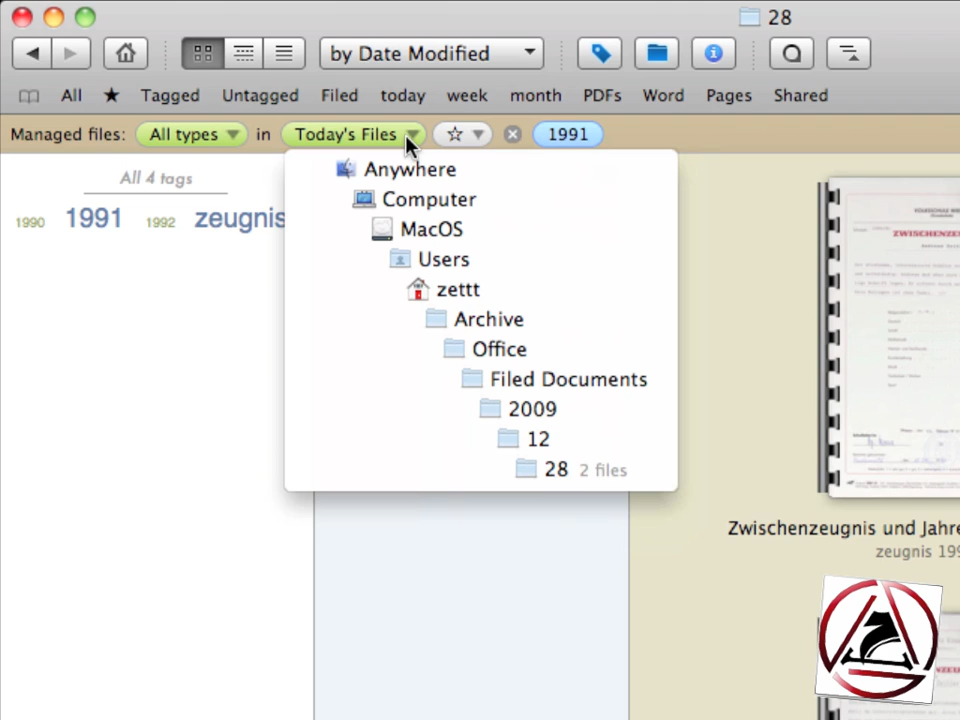 28
by Date Modified
All ★ Tagged Untagged Filed today week month PDFs Word Pages Shared
Managed files: All types in Today's Files 1991
All 4 tags
1990 1991 1992 zeugnis
Anywhere
Computer
MacOS
Users
zettt
Archive
Office
Filed Documents
2009
12
28 2 files
ZWISCHENZE
Zwischenzeugnis und Jahre
zeugnis 199